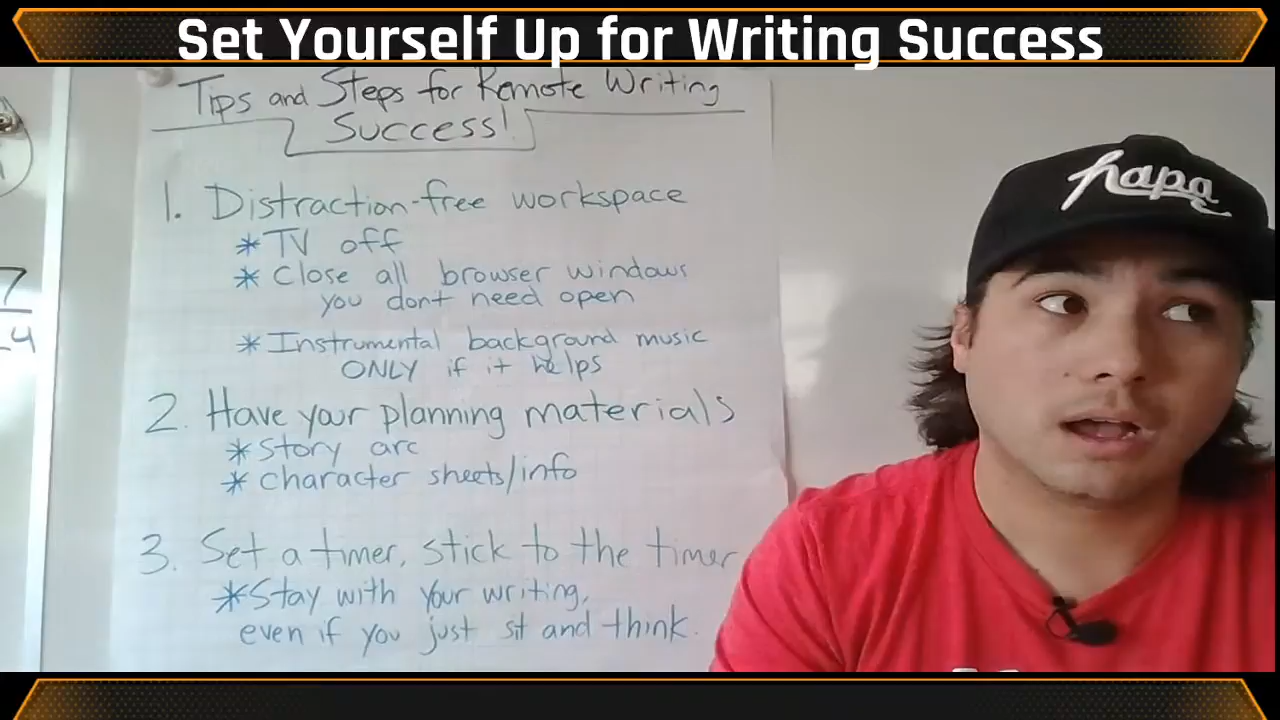 Set Yourself Up for Writing Success
Tips and Steps for Remote Writing
Success!
1. Distraction-free workspace
* TV off
* Close all browser windows
you don't need open
* Instrumental background music
ONLY if it helps
2. Have your planning materials
* Story arc
* character sheets/info
3. Set a timer, stick to the timer
* Stay with your writing,
even if you just sit and think.
hapa
7